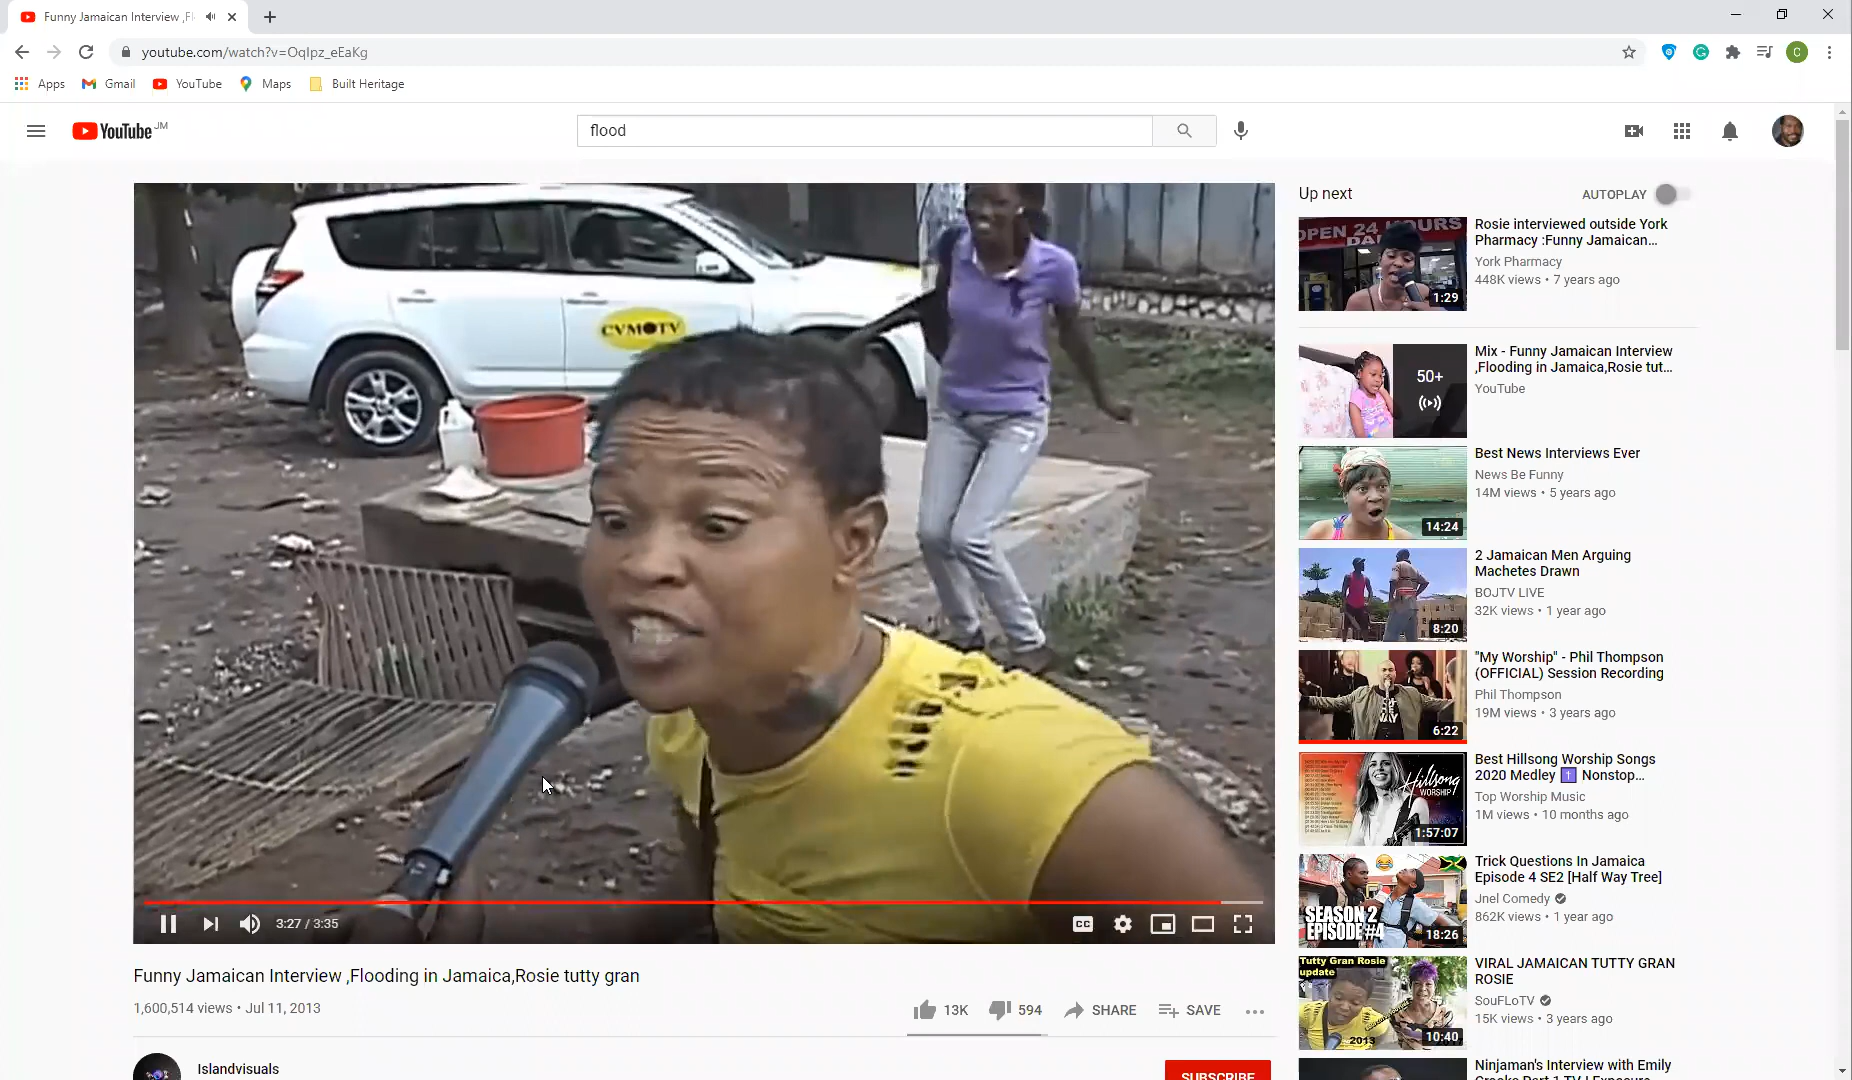 Funny Jamaican Interview ,Fl
youtube.com/watch?v=OqIpz_eEaKg
C
Apps
Gmail
YouTube
Maps
Built Heritage
YouTube JM
flood
CVM TV
3:27 / 3:35
CC
Funny Jamaican Interview ,Flooding in Jamaica,Rosie tutty gran
1,600,514 views • Jul 11, 2013
13K
594
SHARE
SAVE
Islandvisuals
SUBSCRIBE
Up next
AUTOPLAY
OPEN 24 HOURS
1:29
Rosie interviewed outside York
Pharmacy :Funny Jamaican...
York Pharmacy
448K views • 7 years ago
50+
Mix - Funny Jamaican Interview
,Flooding in Jamaica,Rosie tut...
YouTube
14:24
Best News Interviews Ever
News Be Funny
14M views • 5 years ago
8:20
2 Jamaican Men Arguing
Machetes Drawn
BOJTV LIVE
32K views • 1 year ago
6:22
"My Worship" - Phil Thompson
(OFFICIAL) Session Recording
Phil Thompson
19M views • 3 years ago
Hillsong
WORSHIP
1:57:07
Best Hillsong Worship Songs
2020 Medley ✝️ Nonstop...
Top Worship Music
1M views • 10 months ago
SEASON 2
EPISODE #4
18:26
Trick Questions In Jamaica
Episode 4 SE2 [Half Way Tree]
Jnel Comedy
862K views • 1 year ago
Tutty Gran Rosie
update
2013
10:40
VIRAL JAMAICAN TUTTY GRAN
ROSIE
SouFLoTV
15K views • 3 years ago
Ninjaman's Interview with Emily